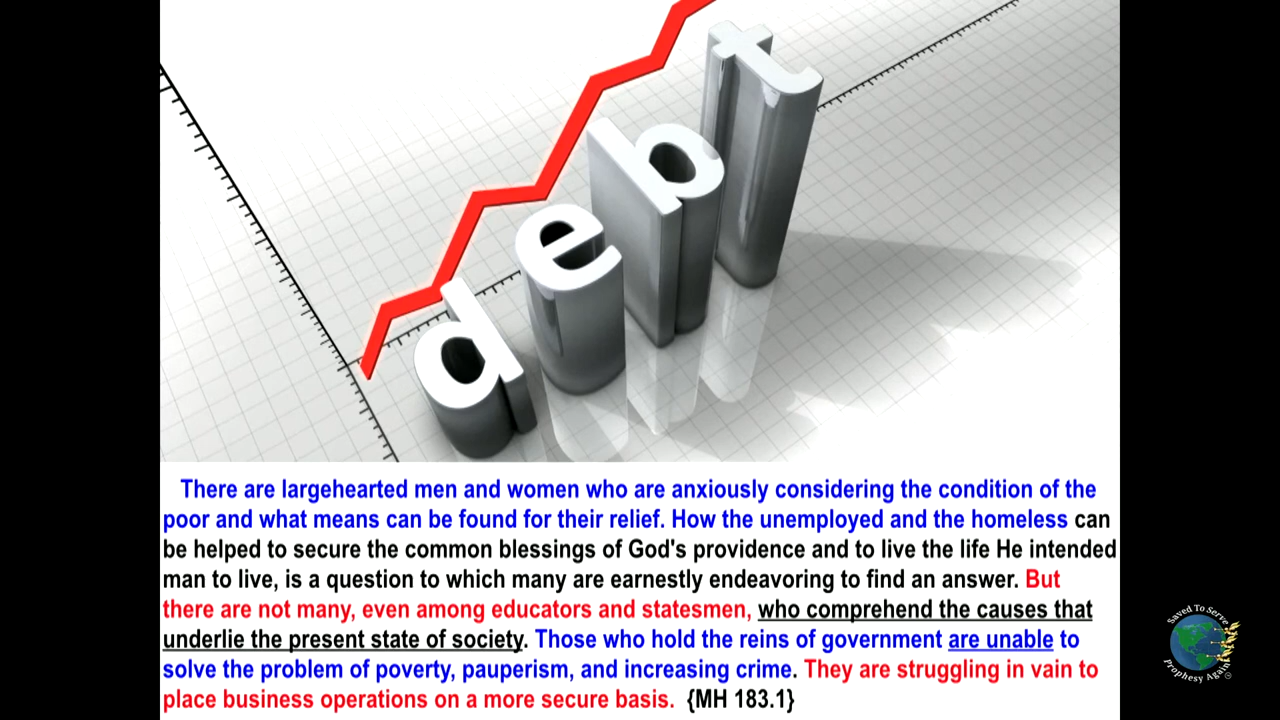 debt
There are largehearted men and women who are anxiously considering the condition of the
poor and what means can be found for their relief. How the unemployed and the homeless can
be helped to secure the common blessings of God's providence and to live the life He intended
man to live, is a question to which many are earnestly endeavoring to find an answer. But
there are not many, even among educators and statesmen, who comprehend the causes that
underlie the present state of society. Those who hold the reins of government are unable to
solve the problem of poverty, pauperism, and increasing crime. They are struggling in vain to
place business operations on a more secure basis. {MH 183.1}
Saved To Serve
Prophesy Again